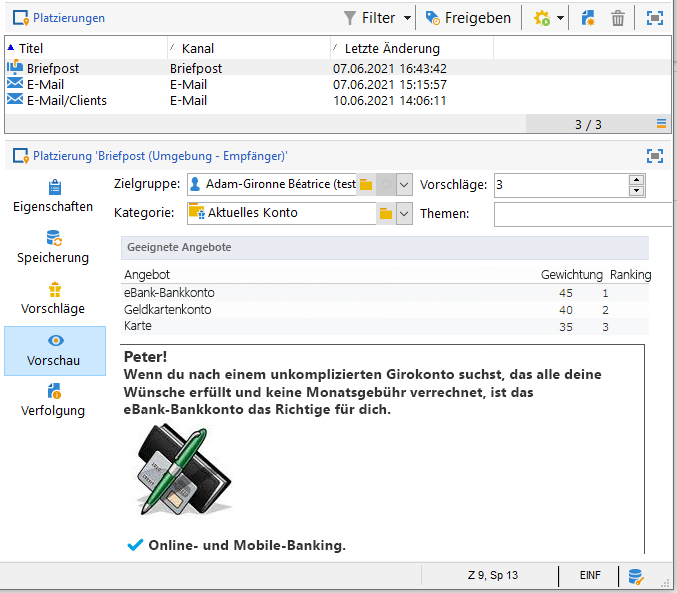 Platzierungen Filter Freigeben
Titel Kanal Letzte Änderung
Briefpost Briefpost 07.06.2021 16:43:42
E-Mail E-Mail 07.06.2021 15:15:57
E-Mail/Clients E-Mail 10.06.2021 14:06:11
3 / 3
Platzierung 'Briefpost (Umgebung - Empfänger)'
Eigenschaften
Speicherung
Vorschläge
Vorschau
Verfolgung
Zielgruppe: Adam-Gironne Béatrice (test Vorschläge: 3
Kategorie: Aktuelles Konto Themen:
Geeignete Angebote
Angebot Gewichtung Ranking
eBank-Bankkonto 45 1
Geldkartenkonto 40 2
Karte 35 3
Peter!
Wenn du nach einem unkomplizierten Girokonto suchst, das alle deine
Wünsche erfüllt und keine Monatsgebühr verrechnet, ist das
eBank-Bankkonto das Richtige für dich.
Online- und Mobile-Banking.
Z 9, Sp 13 EINF